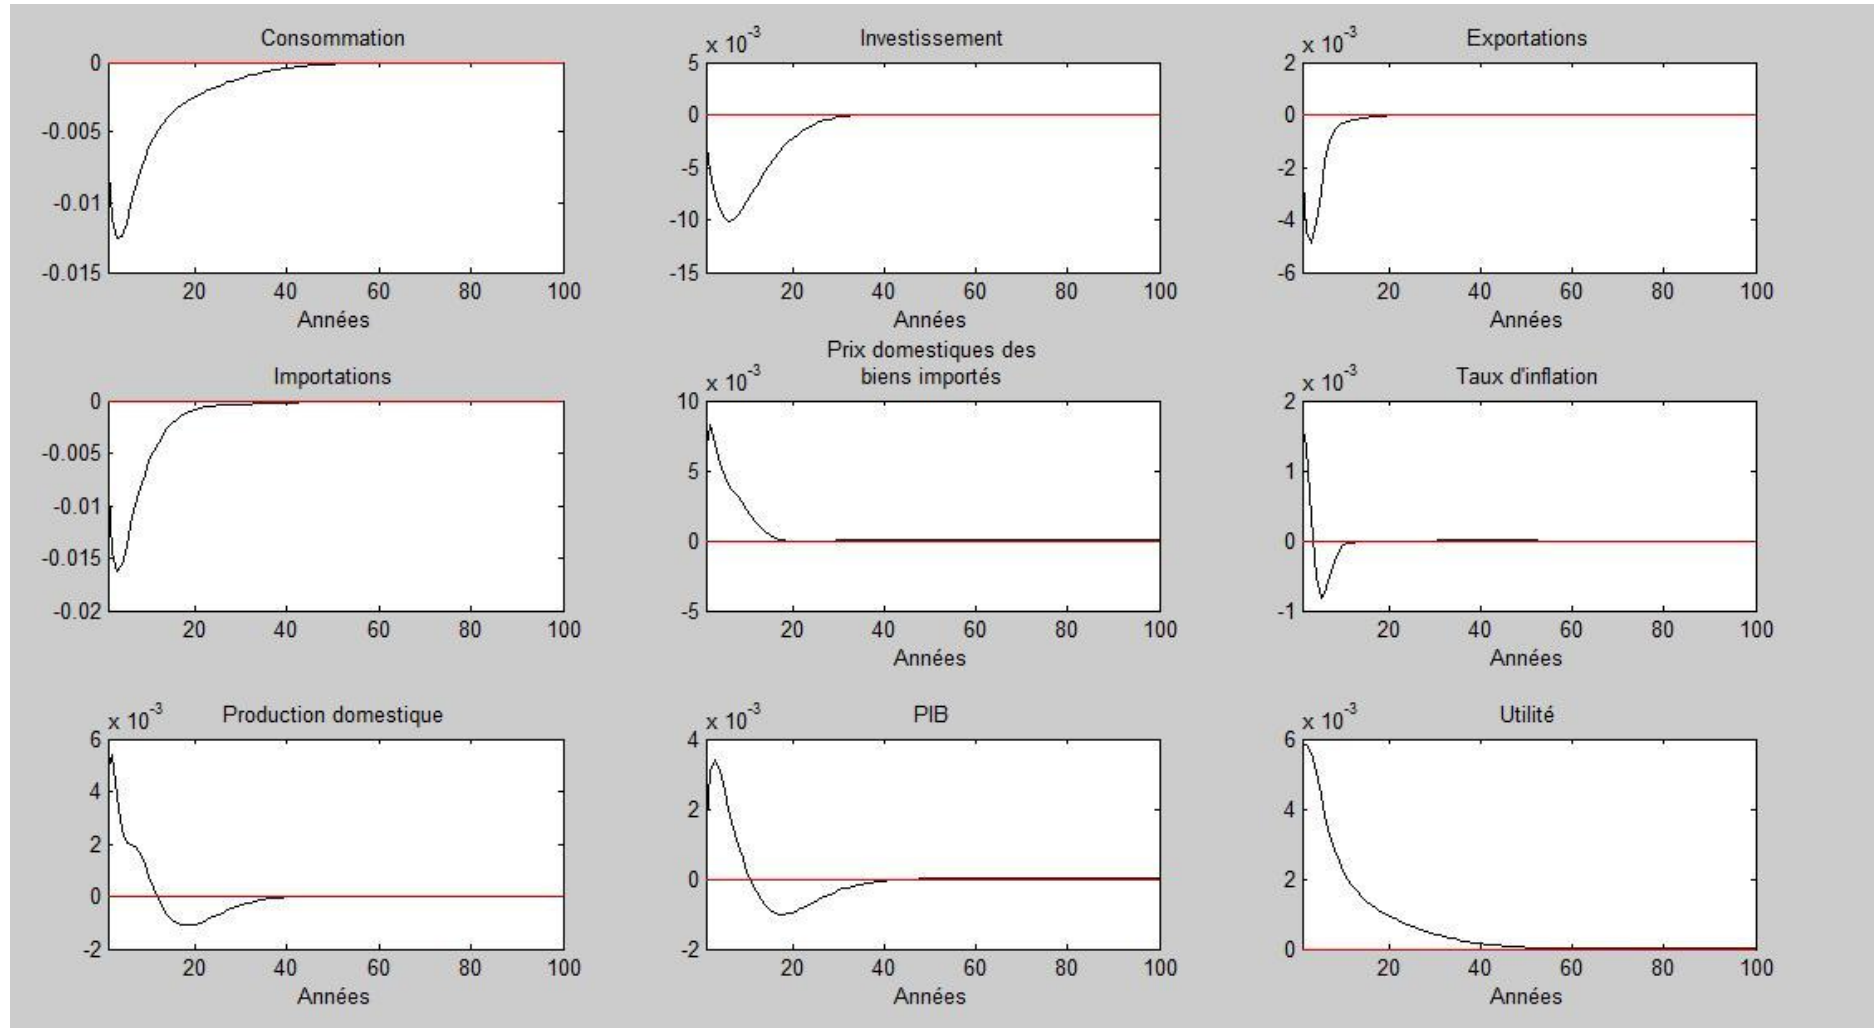 Consommation
0
-0.005
-0.01
-0.015
20 40 60 80 100
Années
Investissement
x 10^-3
5
0
-5
-10
-15
20 40 60 80 100
Années
Exportations
x 10^-3
2
0
-2
-4
-6
20 40 60 80 100
Années
Importations
0
-0.005
-0.01
-0.015
-0.02
20 40 60 80 100
Années
Prix domestiques des
biens importés
x 10^-3
10
5
0
-5
20 40 60 80 100
Années
Taux d'inflation
x 10^-3
2
1
0
-1
20 40 60 80 100
Années
Production domestique
x 10^-3
6
4
2
0
-2
20 40 60 80 100
Années
PIB
x 10^-3
4
2
0
-2
20 40 60 80 100
Années
Utilité
x 10^-3
6
4
2
0
20 40 60 80 100
Années